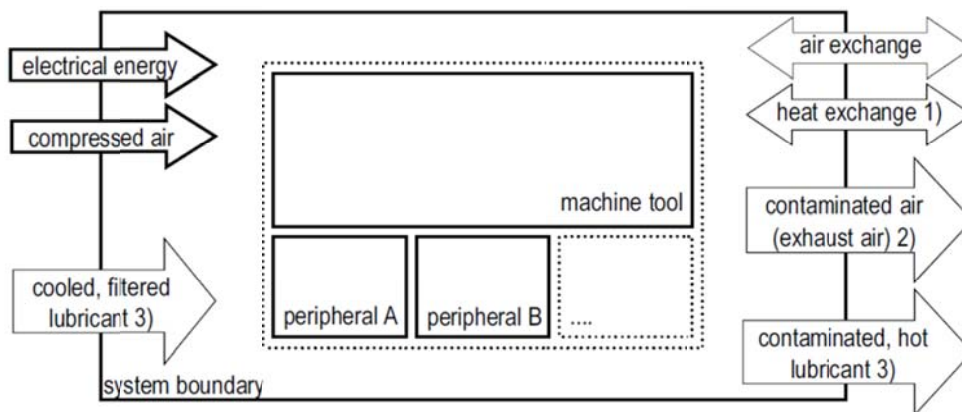 electrical energy
compressed air
cooled, filtered
lubricant 3)
system boundary
machine tool
peripheral A
peripheral B
....
air exchange
heat exchange 1)
contaminated air
(exhaust air) 2)
contaminated, hot
lubricant 3)